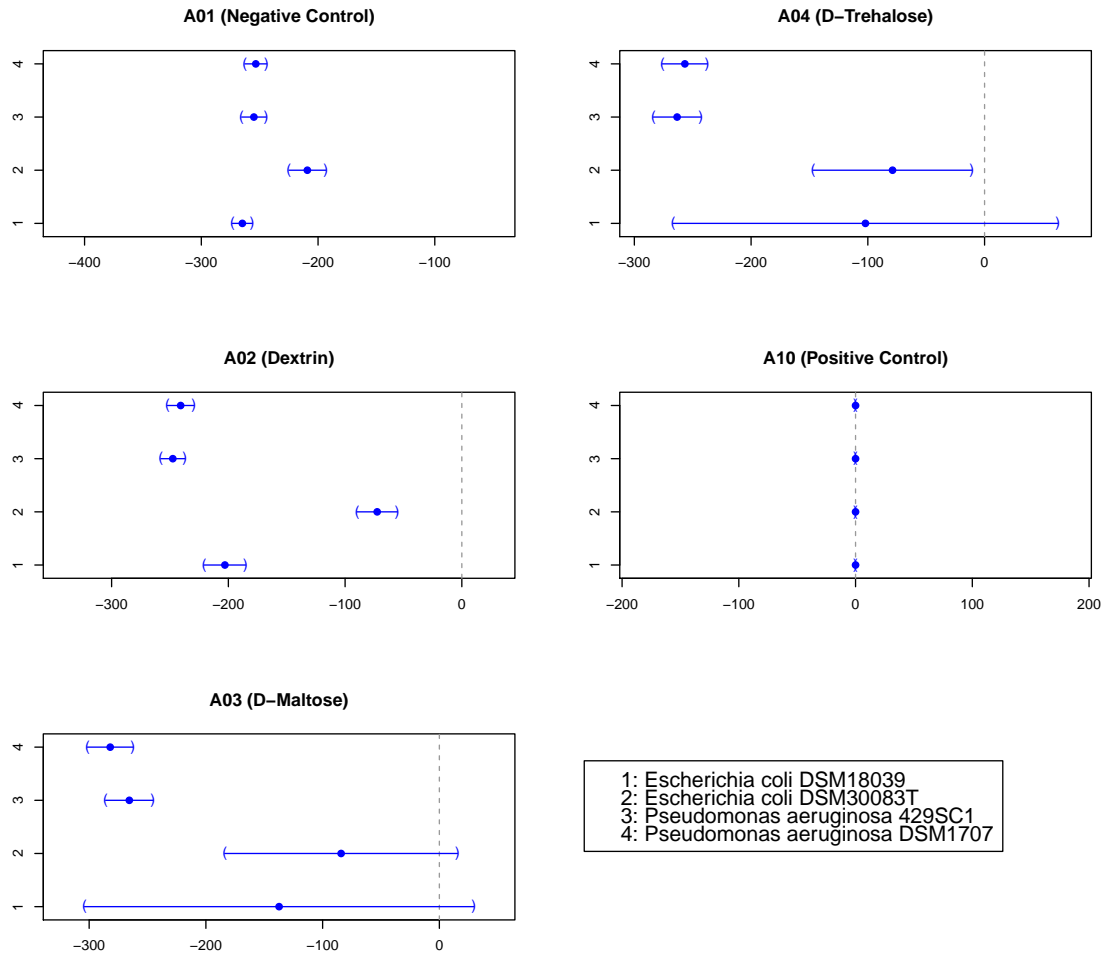 A01 (Negative Control)
4
3
2
1
−400 −300 −200 −100
A04 (D−Trehalose)
4
3
2
1
−300 −200 −100 0
A02 (Dextrin)
4
3
2
1
−300 −200 −100 0
A10 (Positive Control)
4
3
2
1
−200 −100 0 100 200
A03 (D−Maltose)
4
3
2
1
−300 −200 −100 0
1: Escherichia coli DSM18039
2: Escherichia coli DSM30083T
3: Pseudomonas aeruginosa 429SC1
4: Pseudomonas aeruginosa DSM1707